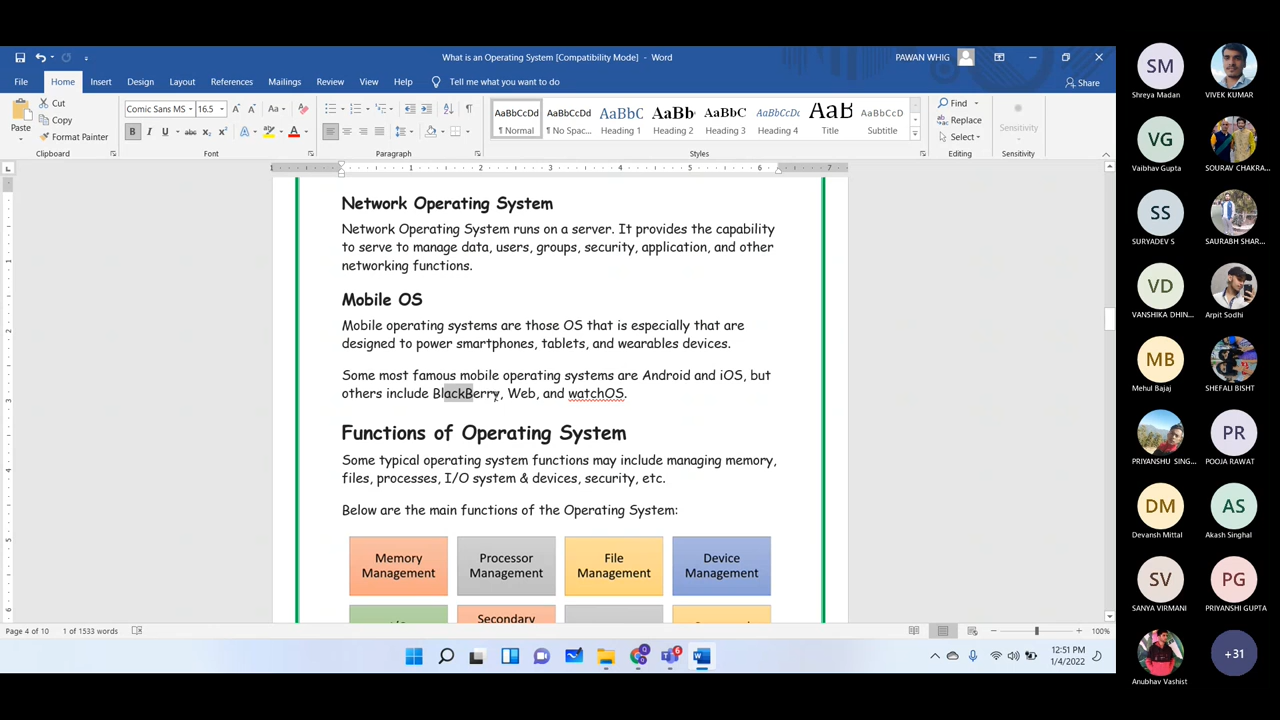 What is an Operating System [Compatibility Mode] - Word
PAWAN WHIG
File Home Insert Design Layout References Mailings Review View Help Tell me what you want to do
Share
Paste
Cut
Copy
Format Painter
Clipboard
Comic Sans MS 16.5
Font
Paragraph
AaBbCcDd AaBbCcDd AaBbC AaBb AaBbC AaBbCcDc AaB AaBbCcD
¶ Normal ¶ No Spac... Heading 1 Heading 2 Heading 3 Heading 4 Title Subtitle
Styles
Find
Replace
Select
Editing
Sensitivity
Sensitivity
Network Operating System
Network Operating System runs on a server. It provides the capability
to serve to manage data, users, groups, security, application, and other
networking functions.
Mobile OS
Mobile operating systems are those OS that is especially that are
designed to power smartphones, tablets, and wearables devices.
Some most famous mobile operating systems are Android and iOS, but
others include BlackBerry, Web, and watchOS.
Functions of Operating System
Some typical operating system functions may include managing memory,
files, processes, I/O system & devices, security, etc.
Below are the main functions of the Operating System:
Memory
Management
Processor
Management
File
Management
Device
Management
Secondary
Page 4 of 10 1 of 1533 words
100%
12:51 PM
1/4/2022
SM
Shreya Madan
VIVEK KUMAR
VG
Vaibhav Gupta
SOURAV CHAKRA...
SS
SURYADEV S
SAURABH SHAR...
VD
VANSHIKA DHIN...
Arpit Sodhi
MB
Mehul Bajaj
SHEFALI BISHT
PRIYANSHU SING...
PR
POOJA RAWAT
DM
Devansh Mittal
AS
Akash Singhal
SV
SANYA VIRMANI
PG
PRIYANSHI GUPTA
Anubhav Vashist
+31